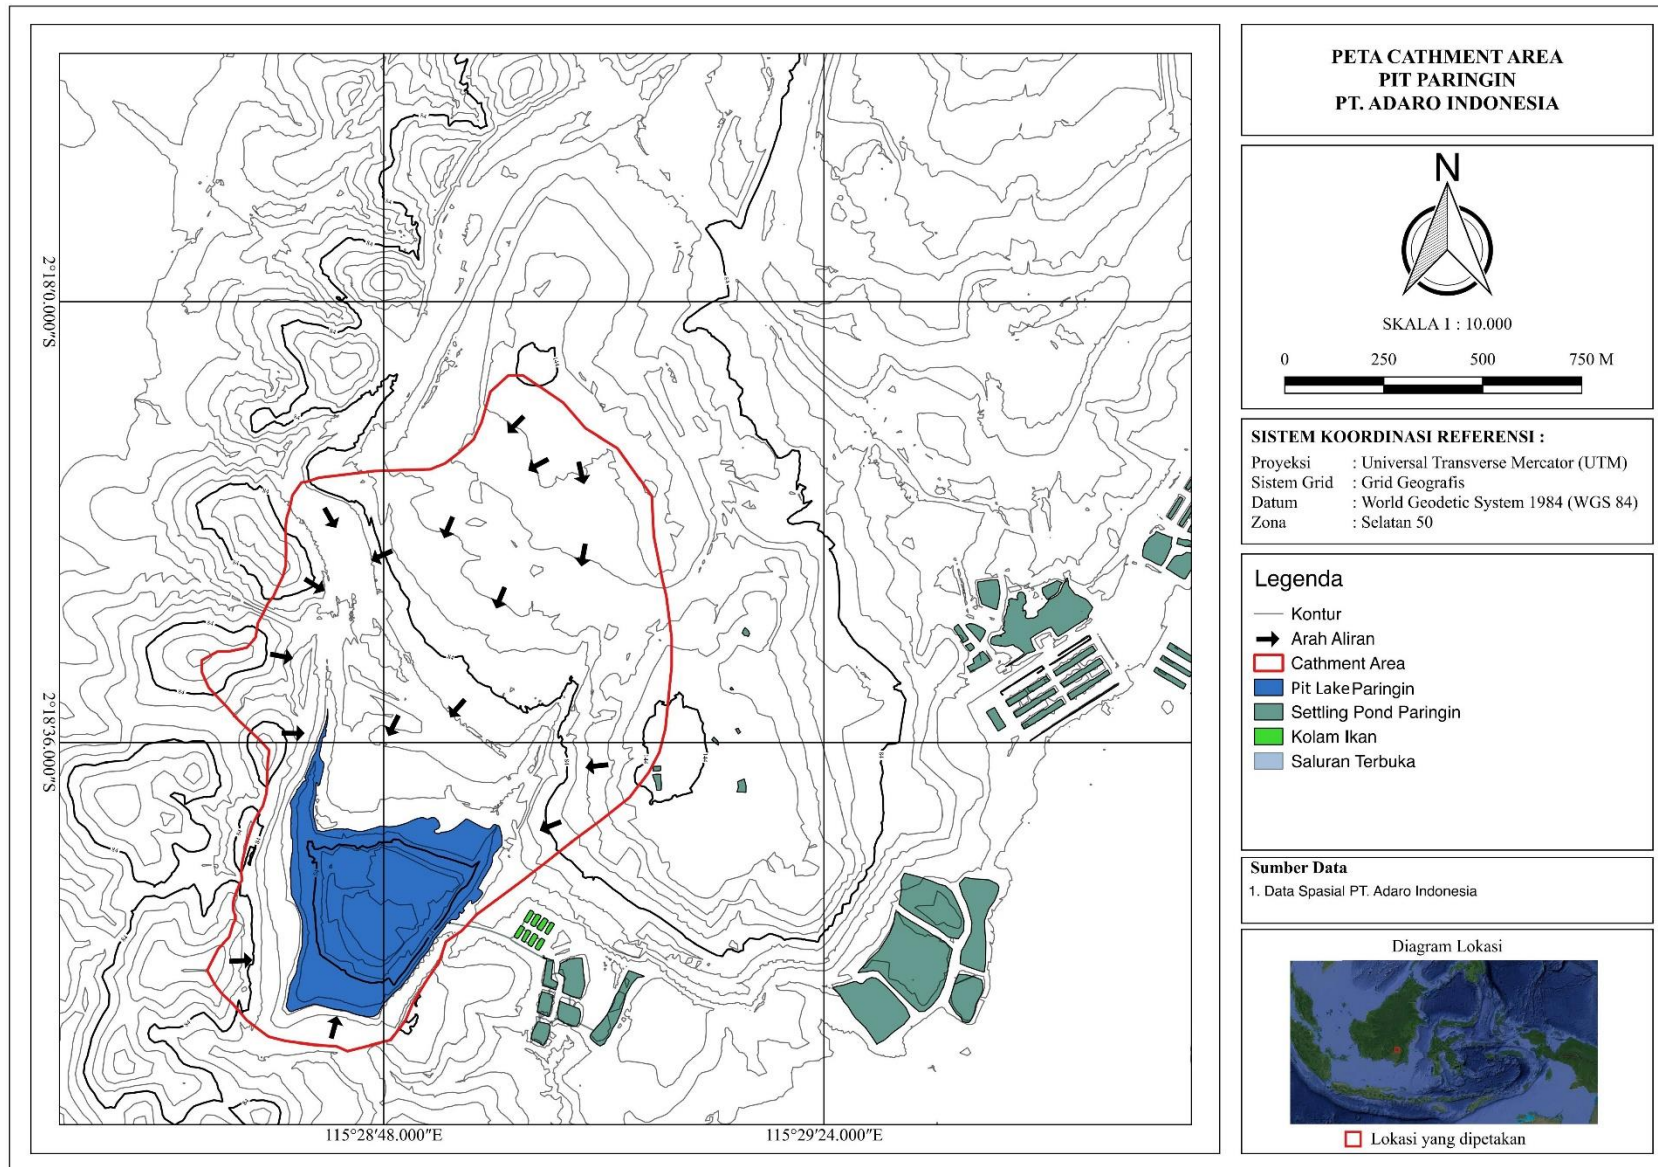 PETA CATHMENT AREA
PIT PARINGIN
PT. ADARO INDONESIA
N
SKALA 1 : 10.000
0 250 500 750 M
SISTEM KOORDINASI REFERENSI :
Proyeksi : Universal Transverse Mercator (UTM)
Sistem Grid : Grid Geografis
Datum : World Geodetic System 1984 (WGS 84)
Zona : Selatan 50
Legenda
Kontur
Arah Aliran
Cathment Area
Pit Lake Paringin
Settling Pond Paringin
Kolam Ikan
Saluran Terbuka
Sumber Data
1. Data Spasial PT. Adaro Indonesia
Diagram Lokasi
Lokasi yang dipetakan
2°18'0.000"S
2°18'36.000"S
115°28'48.000"E
115°29'24.000"E